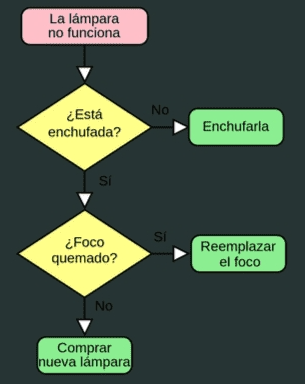 La lámpara
no funciona
¿Está
enchufada?
No
Enchufarla
Sí
¿Foco
quemado?
Sí
Reemplazar
el foco
No
Comprar
nueva lámpara